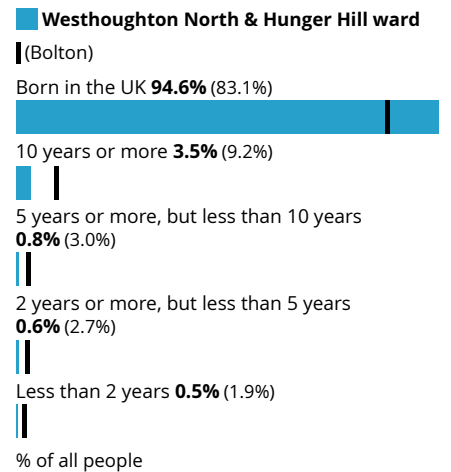 Westhoughton North & Hunger Hill ward
(Bolton)
Born in the UK 94.6% (83.1%)
10 years or more 3.5% (9.2%)
5 years or more, but less than 10 years
0.8% (3.0%)
2 years or more, but less than 5 years
0.6% (2.7%)
Less than 2 years 0.5% (1.9%)
% of all people